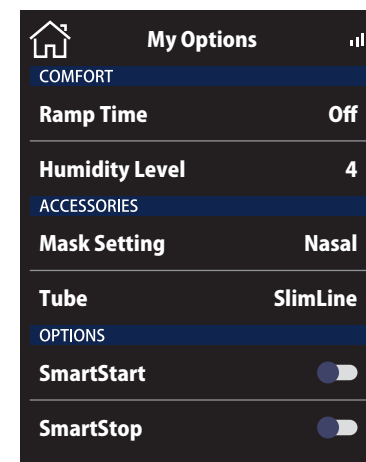 My Options
COMFORT
Ramp Time Off
Humidity Level 4
ACCESSORIES
Mask Setting Nasal
Tube SlimLine
OPTIONS
SmartStart
SmartStop